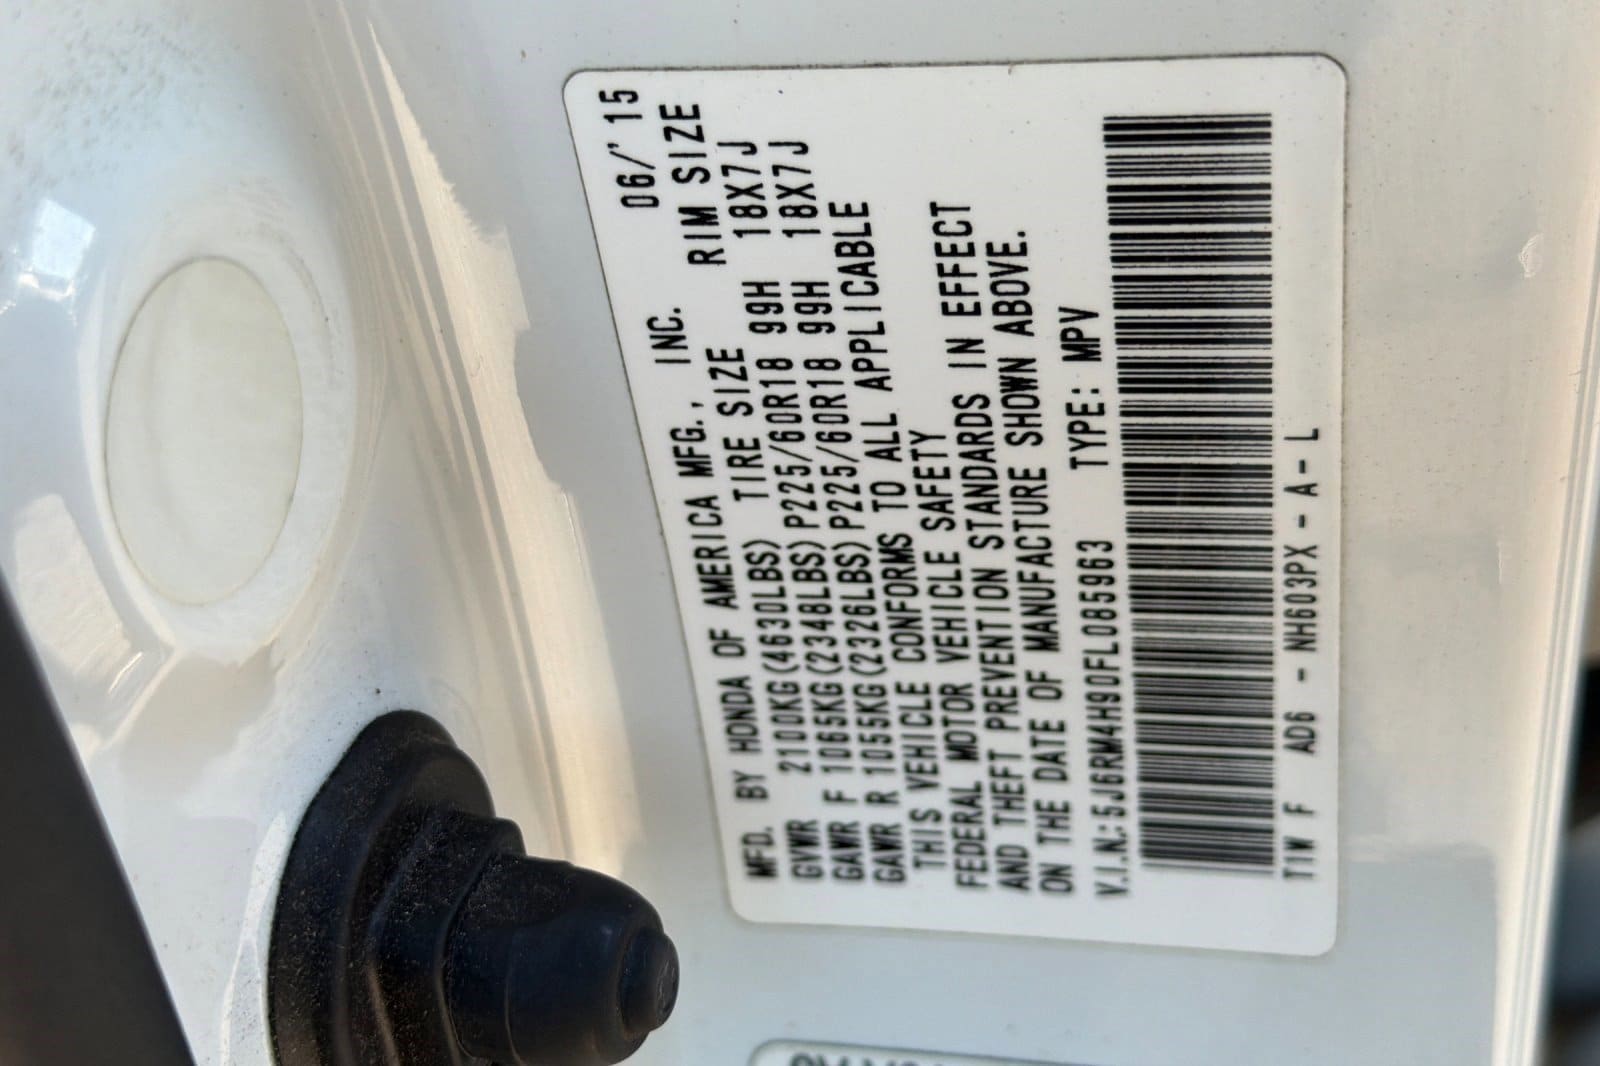 MFD. BY HONDA OF AMERICA MFG., INC. 06/'15
GVWR 2100KG(4630LBS) TIRE SIZE RIM SIZE
GAWR F 1065KG(2348LBS)P225/60R18 99H 18X7J
GAWR R 1055KG(2326LBS)P225/60R18 99H 18X7J
THIS VEHICLE CONFORMS TO ALL APPLICABLE
FEDERAL MOTOR VEHICLE SAFETY
AND THEFT PREVENTION STANDARDS IN EFFECT
ON THE DATE OF MANUFACTURE SHOWN ABOVE.
V.I.N.:5J6RM4H90FL085963 TYPE: MPV
T1W F AD6 - NH603PX - A - L